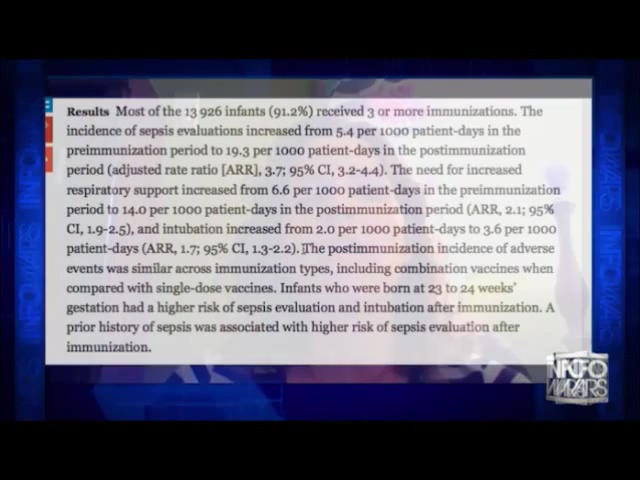 Results Most of the 13 926 infants (91.2%) received 3 or more immunizations. The
incidence of sepsis evaluations increased from 5.4 per 1000 patient-days in the
preimmunization period to 19.3 per 1000 patient-days in the postimmunization
period (adjusted rate ratio [ARR], 3.7; 95% CI, 3.2-4.4). The need for increased
respiratory support increased from 6.6 per 1000 patient-days in the preimmunization
period to 14.0 per 1000 patient-days in the postimmunization period (ARR, 2.1; 95%
CI, 1.9-2.5), and intubation increased from 2.0 per 1000 patient-days to 3.6 per 1000
patient-days (ARR, 1.7; 95% CI, 1.3-2.2). The postimmunization incidence of adverse
events was similar across immunization types, including combination vaccines when
compared with single-dose vaccines. Infants who were born at 23 to 24 weeks'
gestation had a higher risk of sepsis evaluation and intubation after immunization. A
prior history of sepsis was associated with higher risk of sepsis evaluation after
immunization.
INFO
WARS